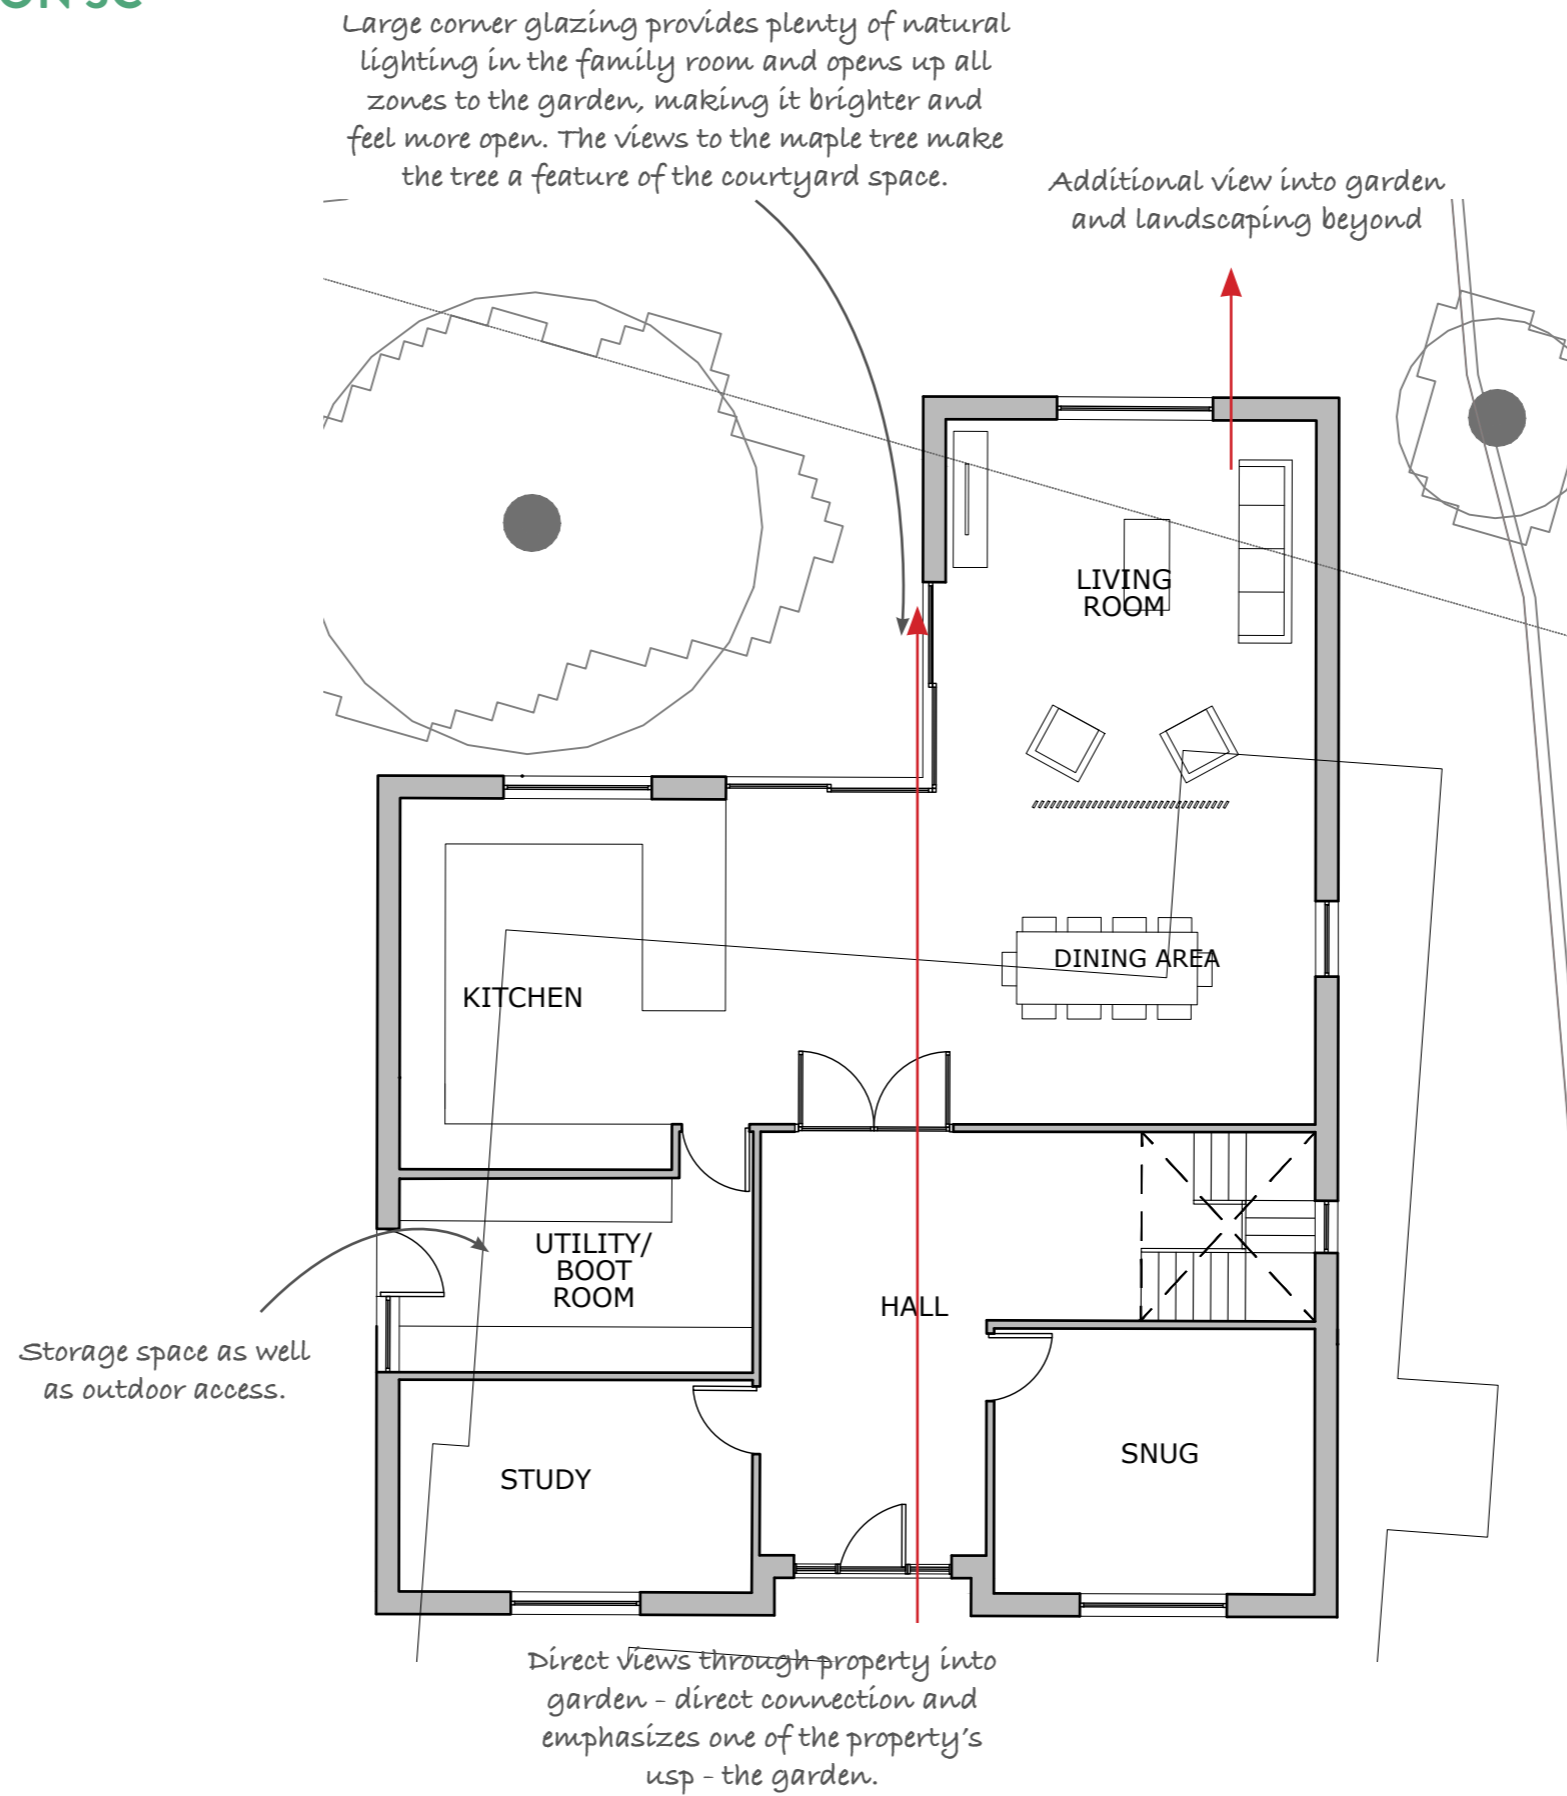 Large corner glazing provides plenty of natural
lighting in the family room and opens up all
zones to the garden, making it brighter and
feel more open. The views to the maple tree make
the tree a feature of the courtyard space.
Additional view into garden
and landscaping beyond
LIVING
ROOM
DINING AREA
KITCHEN
UTILITY/
BOOT
ROOM
HALL
Storage space as well
as outdoor access.
STUDY
SNUG
Direct views through property into
garden - direct connection and
emphasizes one of the property's
usp - the garden.